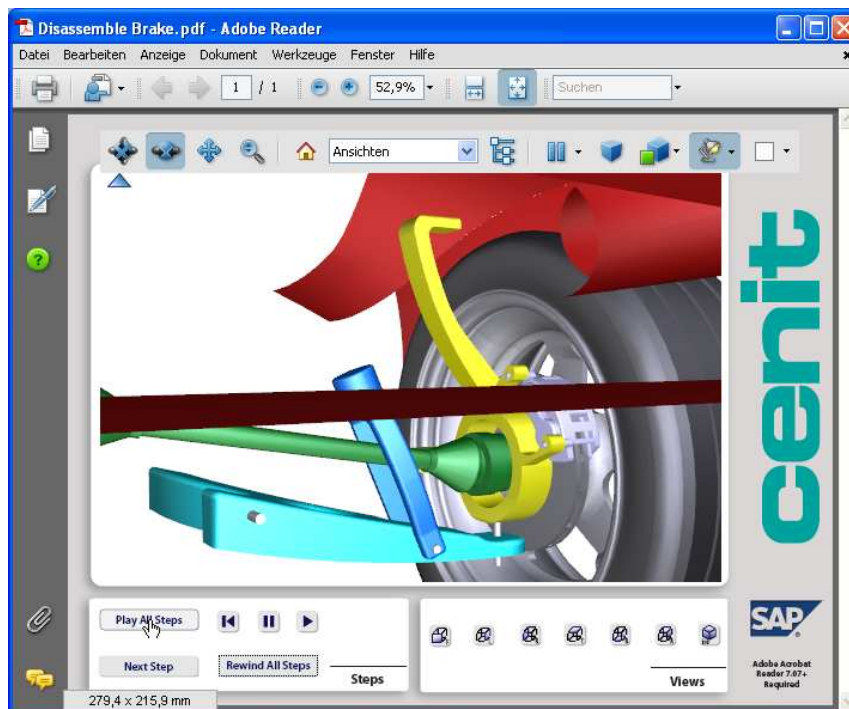 Disassemble Brake.pdf - Adobe Reader
Datei Bearbeiten Anzeige Dokument Werkzeuge Fenster Hilfe
1 / 1 52,9% Suchen
Ansichten
cenit
Play All Steps
Next Step Rewind All Steps
Steps
Views
SAP
Adobe Acrobat
Reader 7.07+
Required
279,4 x 215,9 mm